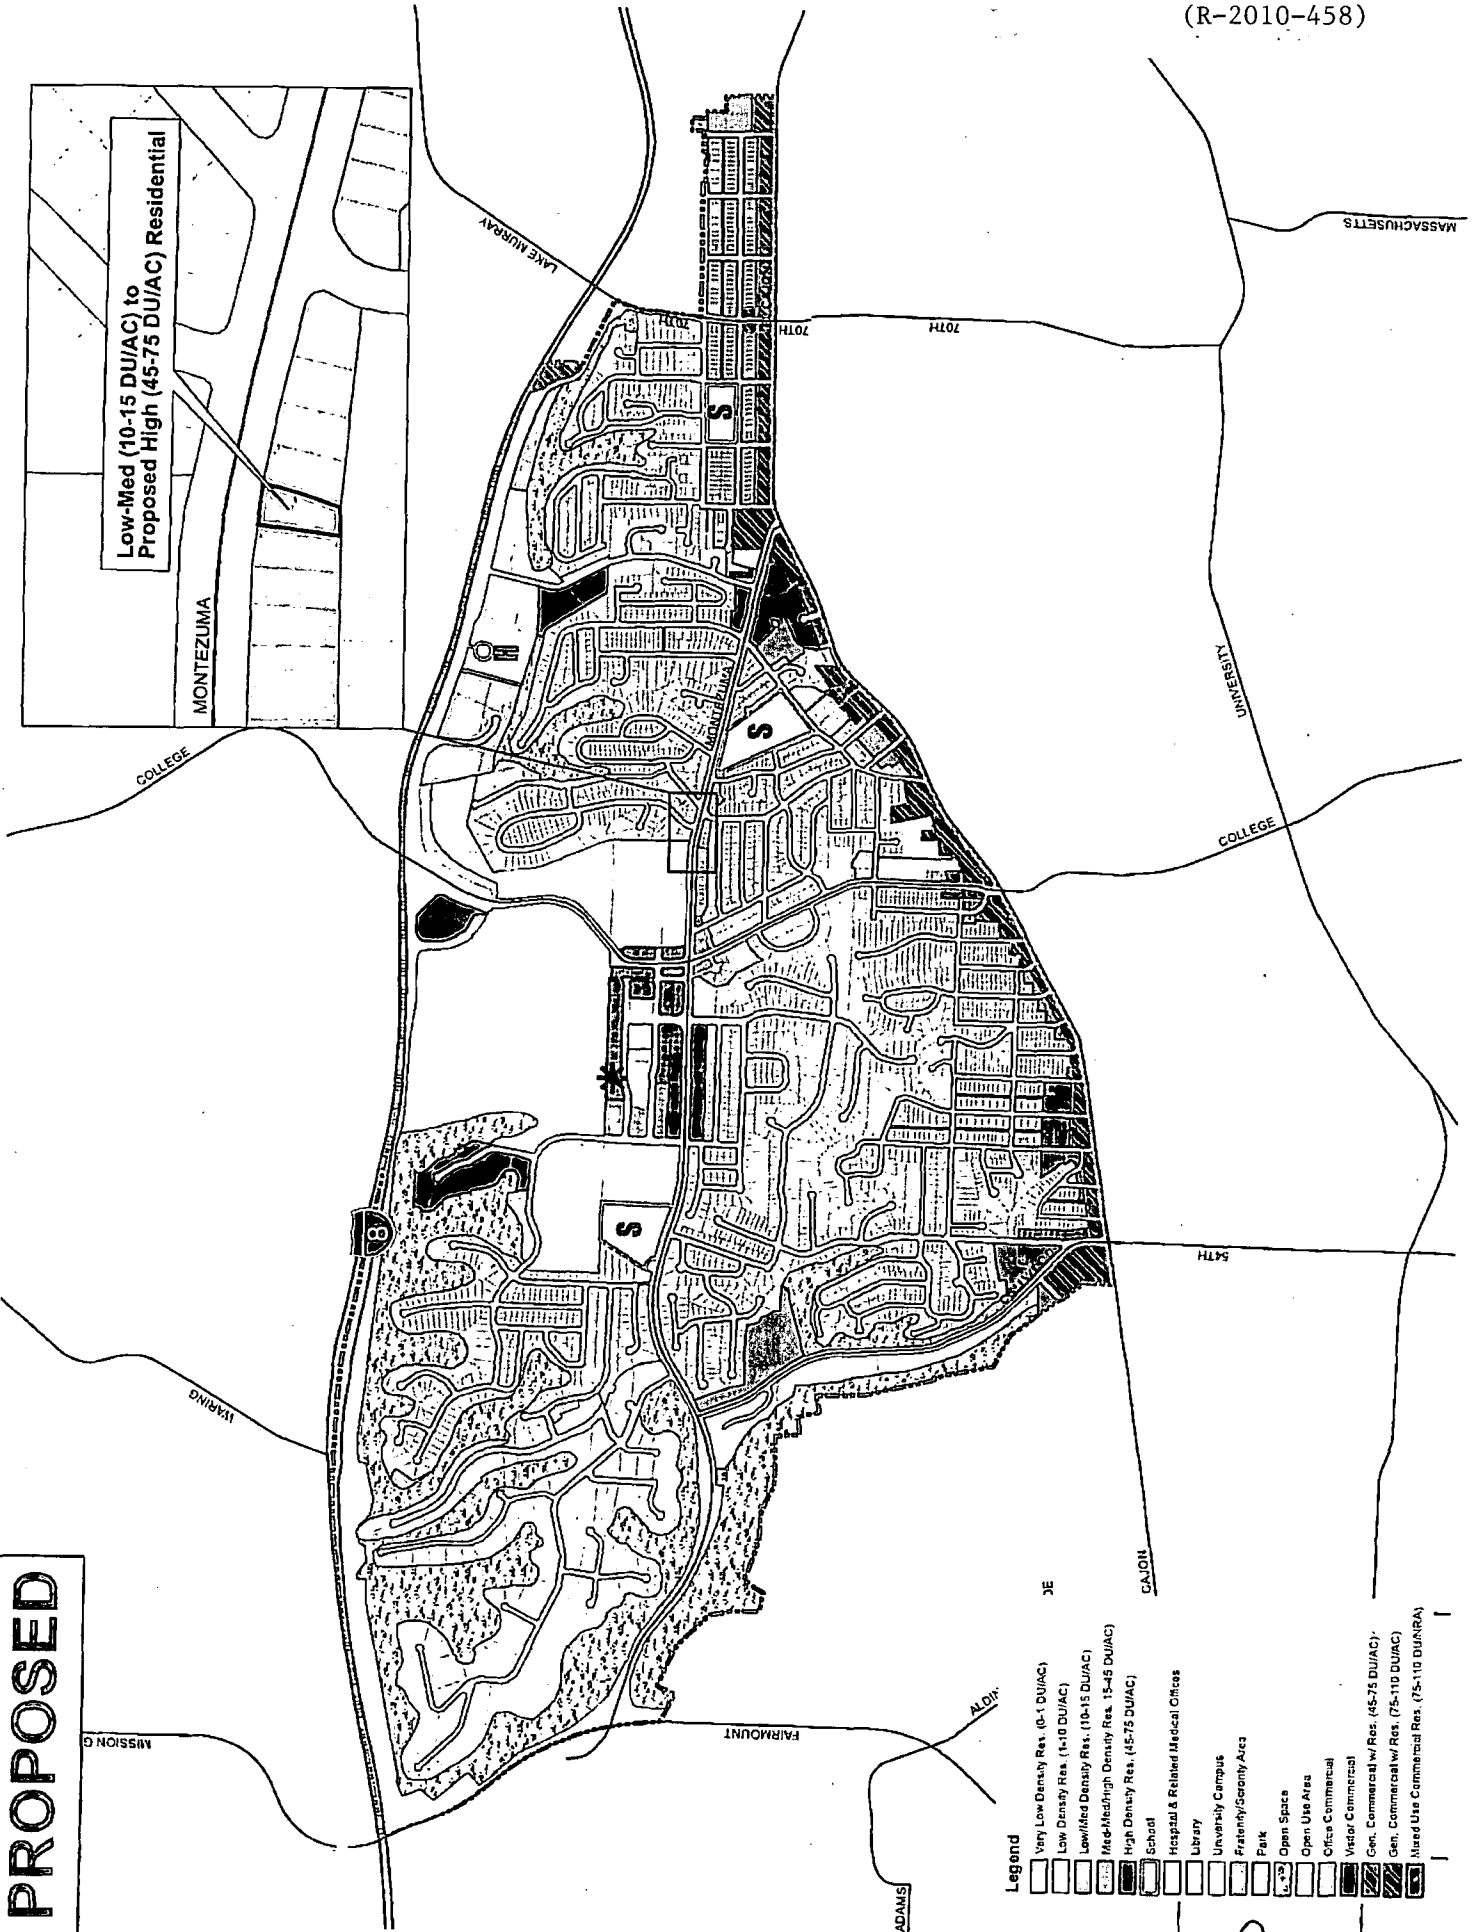 (R-2010-458)
PROPOSED
Low-Med (10-15 DU/AC) to
Proposed High (45-75 DU/AC) Residential
MONTEZUMA
COLLEGE
LAKE MURRAY
WARING
8
MISSION G
FAIRMOUNT
ADAMS
70TH
70TH
70TH
S
H
MONTEZUMA
S
S
UNIVERSITY
MASSACHUSETTS
COLLEGE
54TH
CAJON
Legend
Very Low Density Res. (0-1 DU/AC)
Low Density Res. (1-10 DU/AC)
Low/Med Density Res. (10-15 DU/AC)
Med-Med/High Density Res. 15-45 DU/AC)
High Density Res. (45-75 DU/AC)
School
Hospital & Related Medical Offices
Library
University Campus
Fraternity/Sorority Area
Park
Open Space
Open Use Area
Office Commercial
Visitor Commercial
Gen. Commercial w/ Res. (45-75 DU/AC)
Gen. Commercial w/ Res. (75-110 DU/AC)
Mixed Use Commercial Res. (75-110 DU/NRA)